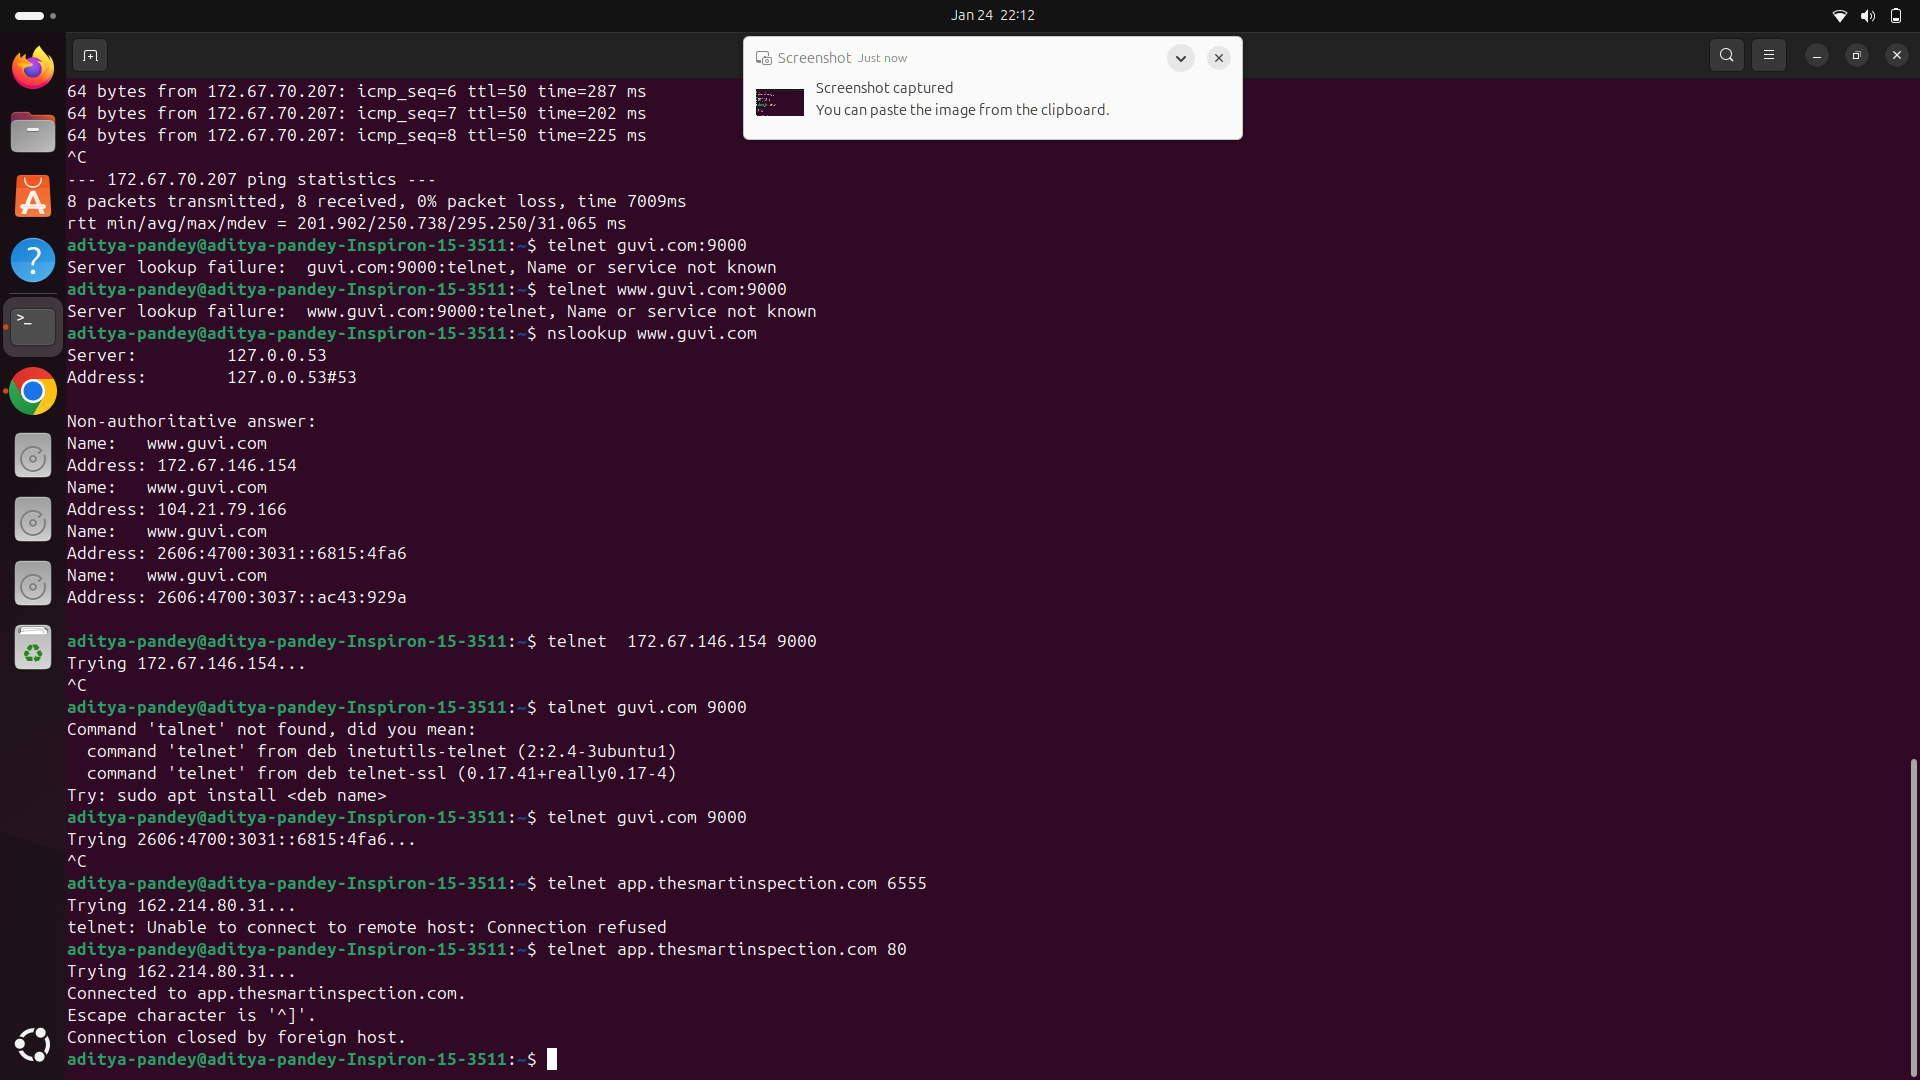 Jan 24 22:12
Screenshot Just now
Screenshot captured
You can paste the image from the clipboard.
64 bytes from 172.67.70.207: icmp_seq=6 ttl=50 time=287 ms
64 bytes from 172.67.70.207: icmp_seq=7 ttl=50 time=202 ms
64 bytes from 172.67.70.207: icmp_seq=8 ttl=50 time=225 ms
^C
--- 172.67.70.207 ping statistics ---
8 packets transmitted, 8 received, 0% packet loss, time 7009ms
rtt min/avg/max/mdev = 201.902/250.738/295.250/31.065 ms
aditya-pandey@aditya-pandey-Inspiron-15-3511:~$ telnet guvi.com:9000
Server lookup failure:  guvi.com:9000:telnet, Name or service not known
aditya-pandey@aditya-pandey-Inspiron-15-3511:~$ telnet www.guvi.com:9000
Server lookup failure:  www.guvi.com:9000:telnet, Name or service not known
aditya-pandey@aditya-pandey-Inspiron-15-3511:~$ nslookup www.guvi.com
Server:         127.0.0.53
Address:        127.0.0.53#53
Non-authoritative answer:
Name:   www.guvi.com
Address: 172.67.146.154
Name:   www.guvi.com
Address: 104.21.79.166
Name:   www.guvi.com
Address: 2606:4700:3031::6815:4fa6
Name:   www.guvi.com
Address: 2606:4700:3037::ac43:929a
aditya-pandey@aditya-pandey-Inspiron-15-3511:~$ telnet  172.67.146.154 9000
Trying 172.67.146.154...
^C
aditya-pandey@aditya-pandey-Inspiron-15-3511:~$ talnet guvi.com 9000
Command 'talnet' not found, did you mean:
  command 'telnet' from deb inetutils-telnet (2:2.4-3ubuntu1)
  command 'telnet' from deb telnet-ssl (0.17.41+really0.17-4)
Try: sudo apt install <deb name>
aditya-pandey@aditya-pandey-Inspiron-15-3511:~$ telnet guvi.com 9000
Trying 2606:4700:3031::6815:4fa6...
^C
aditya-pandey@aditya-pandey-Inspiron-15-3511:~$ telnet app.thesmartinspection.com 6555
Trying 162.214.80.31...
telnet: Unable to connect to remote host: Connection refused
aditya-pandey@aditya-pandey-Inspiron-15-3511:~$ telnet app.thesmartinspection.com 80
Trying 162.214.80.31...
Connected to app.thesmartinspection.com.
Escape character is '^]'.
Connection closed by foreign host.
aditya-pandey@aditya-pandey-Inspiron-15-3511:~$